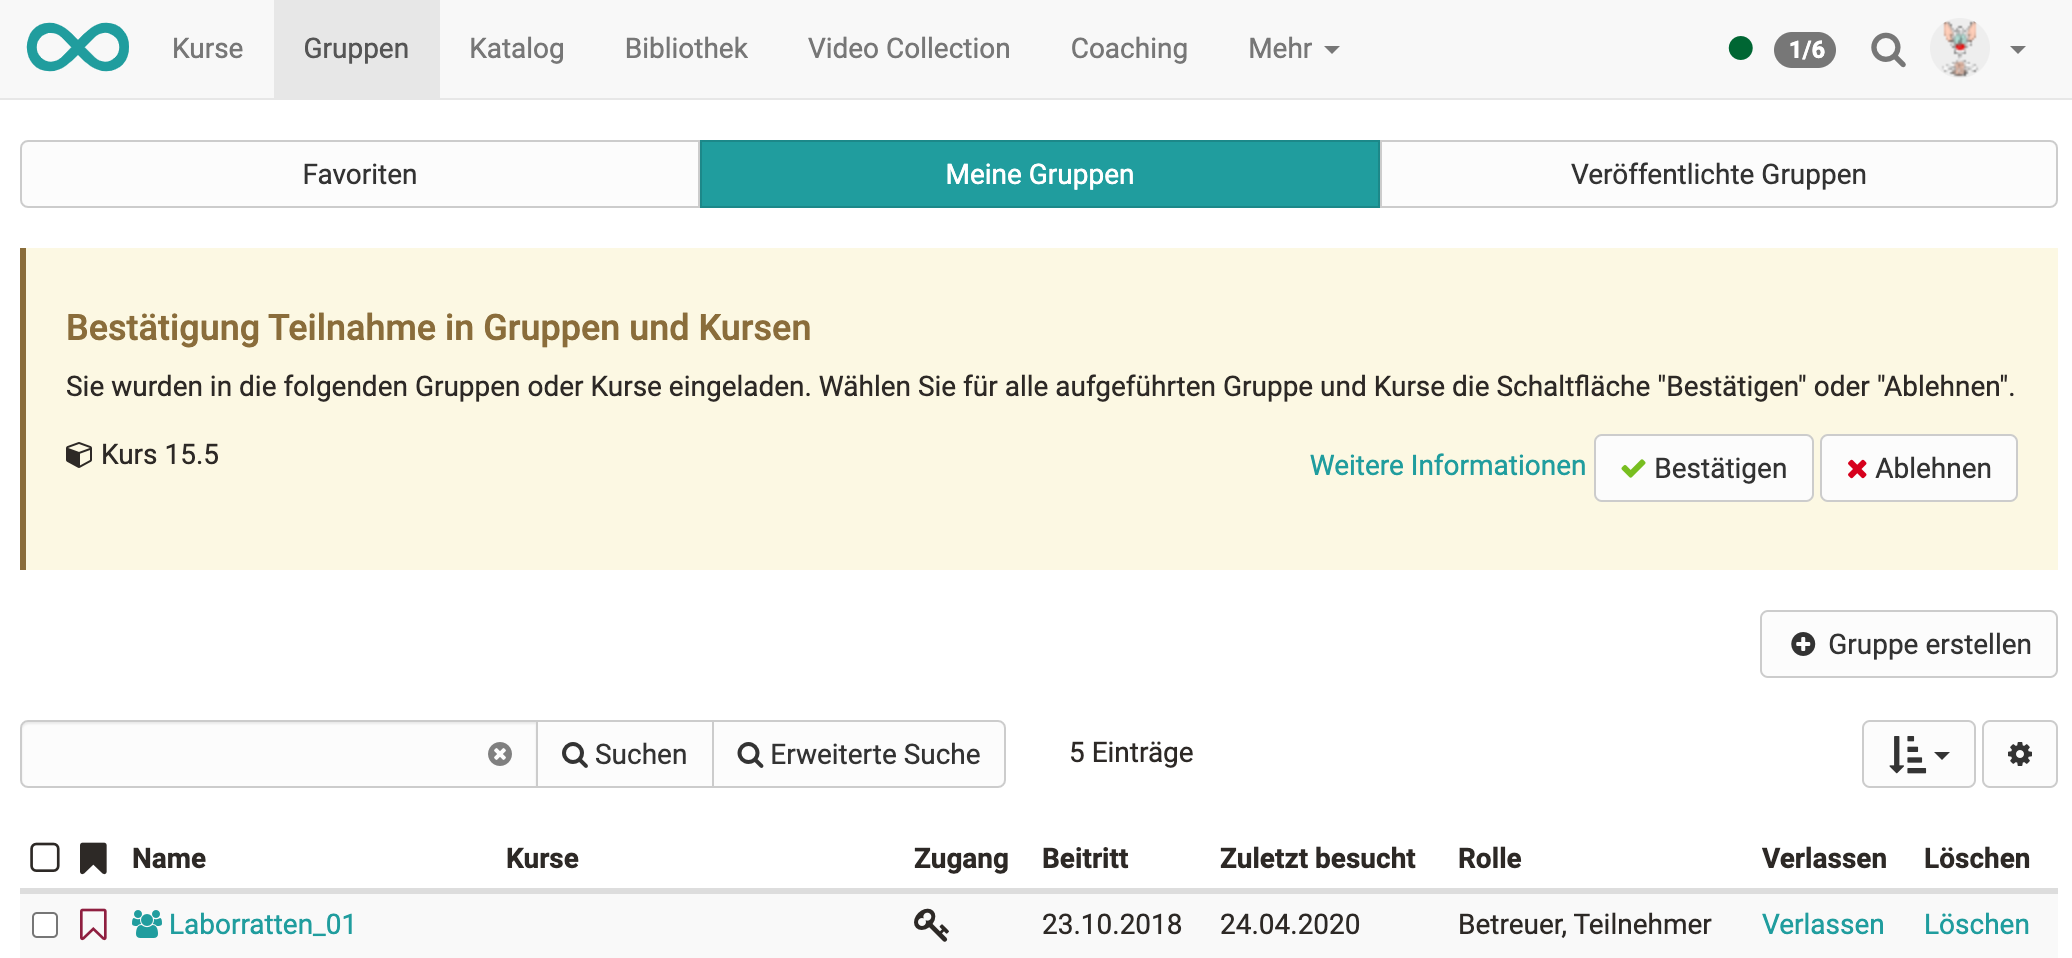 Kurse Gruppen Katalog Bibliothek Video Collection Coaching Mehr 1/6
Favoriten Meine Gruppen Veröffentlichte Gruppen
Bestätigung Teilnahme in Gruppen und Kursen
Sie wurden in die folgenden Gruppen oder Kurse eingeladen. Wählen Sie für alle aufgeführten Gruppe und Kurse die Schaltfläche "Bestätigen" oder "Ablehnen".
Kurs 15.5 Weitere Informationen Bestätigen Ablehnen
Gruppe erstellen
Suchen Erweiterte Suche 5 Einträge
Name Kurse Zugang Beitritt Zuletzt besucht Rolle Verlassen Löschen
Laborratten_01 23.10.2018 24.04.2020 Betreuer, Teilnehmer Verlassen Löschen